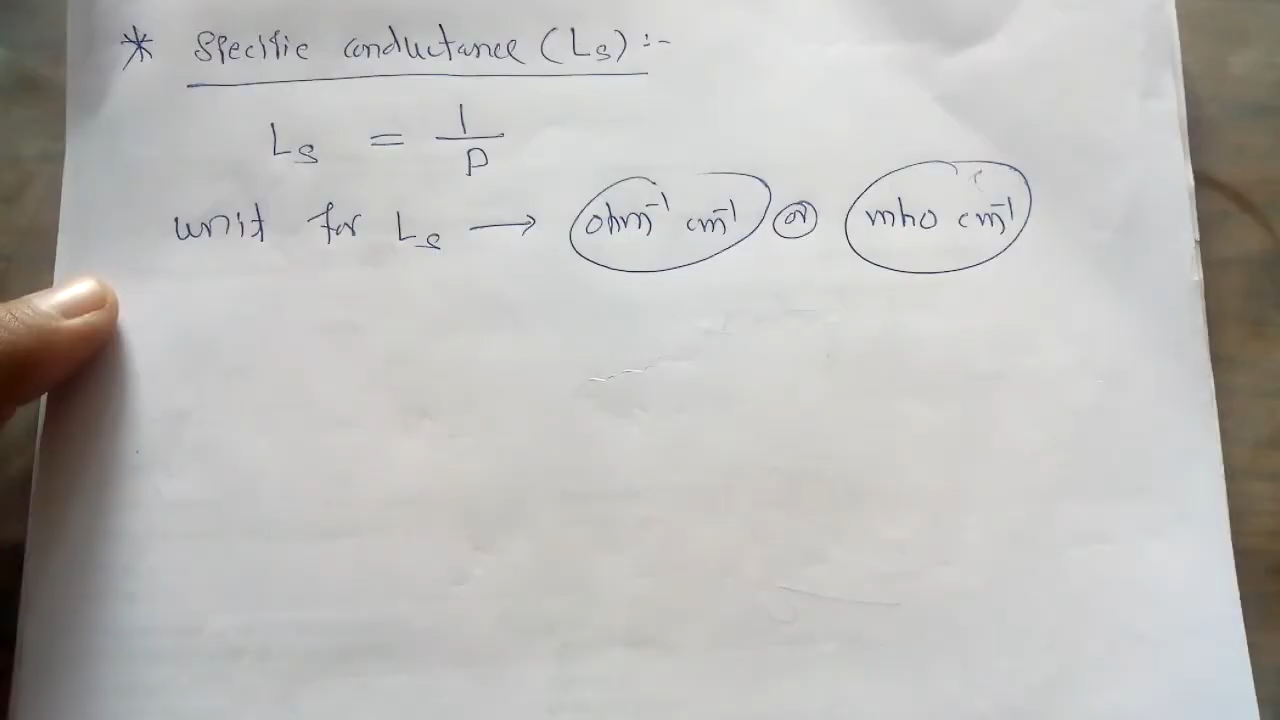 * Specific conductance (Ls) :-
Ls = 1/ρ
unit for Ls → ohm⁻¹ cm⁻¹ or mho cm⁻¹